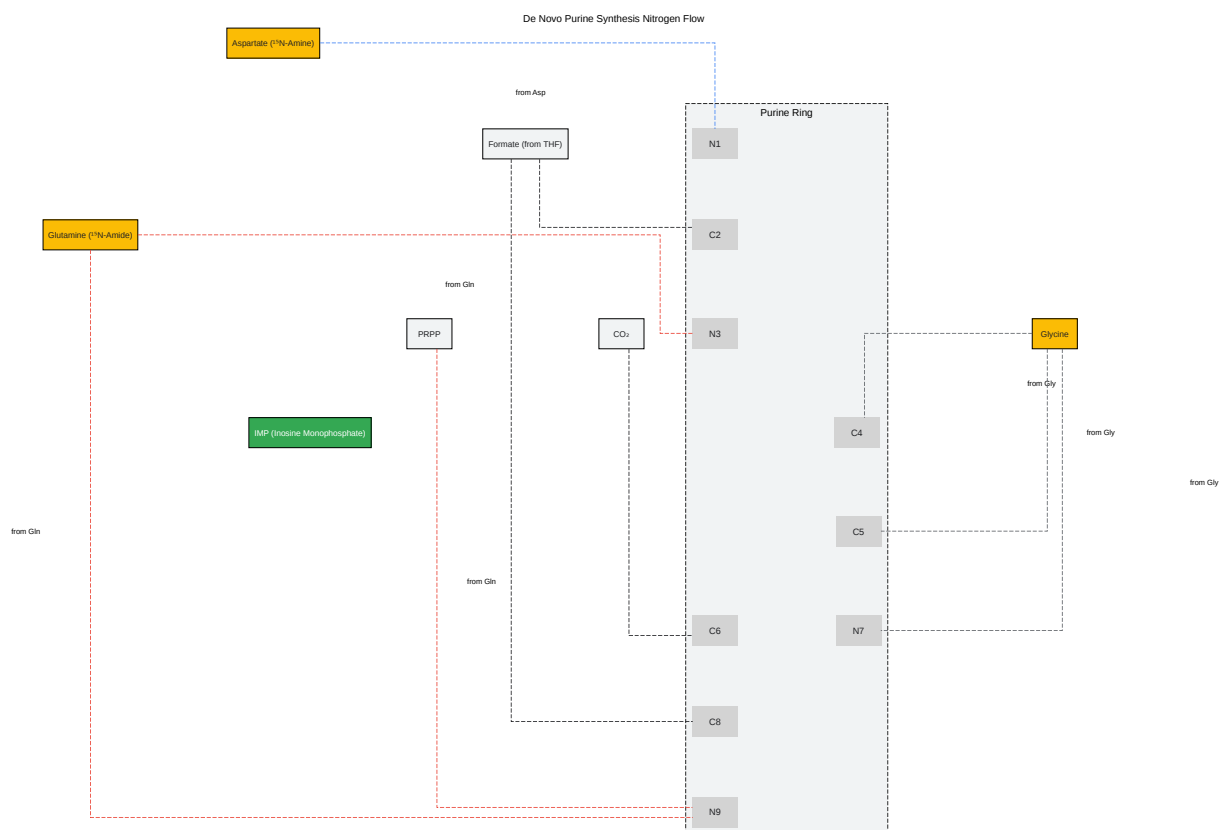 De Novo Purine Synthesis Nitrogen Flow
Aspartate (¹⁵N-Amine)
from Asp
Purine Ring
Formate (from THF)
N1
Glutamine (¹⁵N-Amide)
C2
from Gln
PRPP
CO₂
N3
Glycine
from Gly
IMP (Inosine Monophosphate)
C4
from Gly
from Gly
from Gln
C5
from Gln
C6
N7
C8
N9